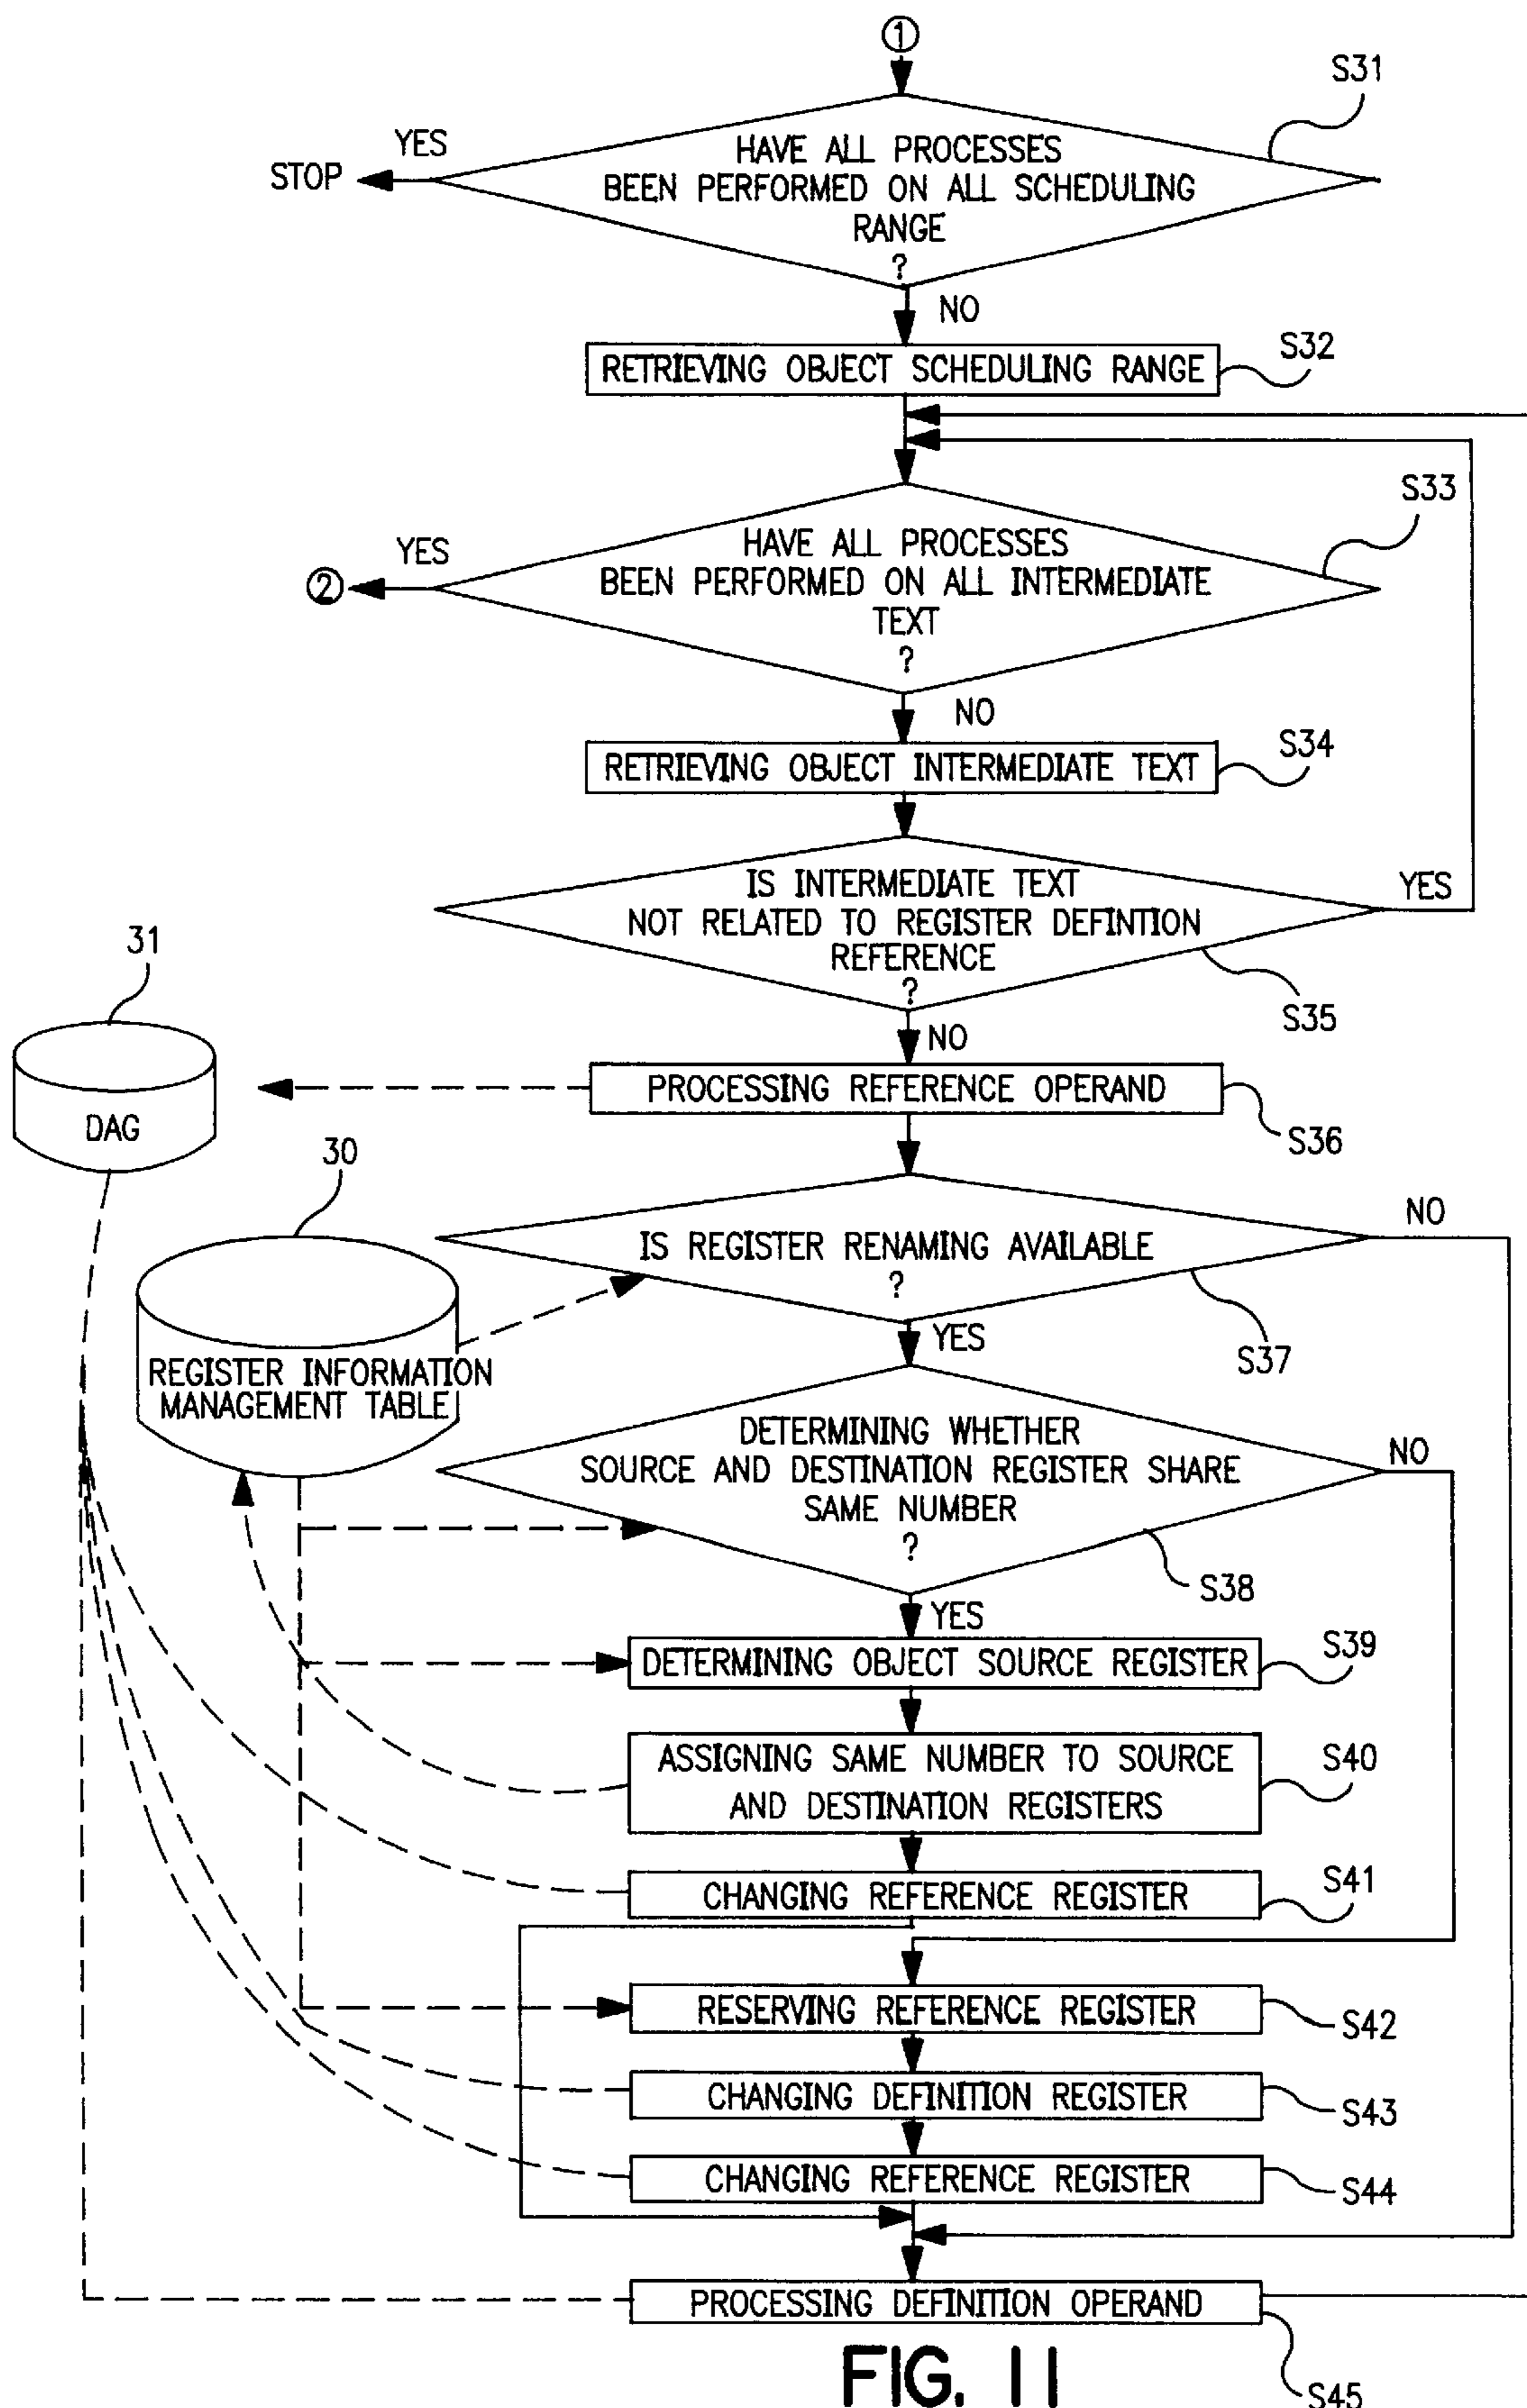 ①
S31
HAVE ALL PROCESSES
BEEN PERFORMED ON ALL SCHEDULING
RANGE
?
YES
STOP
NO
RETRIEVING OBJECT SCHEDULING RANGE
S32
S33
HAVE ALL PROCESSES
BEEN PERFORMED ON ALL INTERMEDIATE
TEXT
?
YES
②
NO
RETRIEVING OBJECT INTERMEDIATE TEXT
S34
IS INTERMEDIATE TEXT
NOT RELATED TO REGISTER DEFINTION
REFERENCE
?
YES
S35
NO
31
DAG
PROCESSING REFERENCE OPERAND
S36
30
REGISTER INFORMATION
MANAGEMENT TABLE
IS REGISTER RENAMING AVAILABLE
?
NO
S37
YES
DETERMINING WHETHER
SOURCE AND DESTINATION REGISTER SHARE
SAME NUMBER
?
NO
S38
YES
DETERMINING OBJECT SOURCE REGISTER
S39
ASSIGNING SAME NUMBER TO SOURCE
AND DESTINATION REGISTERS
S40
CHANGING REFERENCE REGISTER
S41
RESERVING REFERENCE REGISTER
S42
CHANGING DEFINITION REGISTER
S43
CHANGING REFERENCE REGISTER
S44
PROCESSING DEFINITION OPERAND
S45
FIG. 11